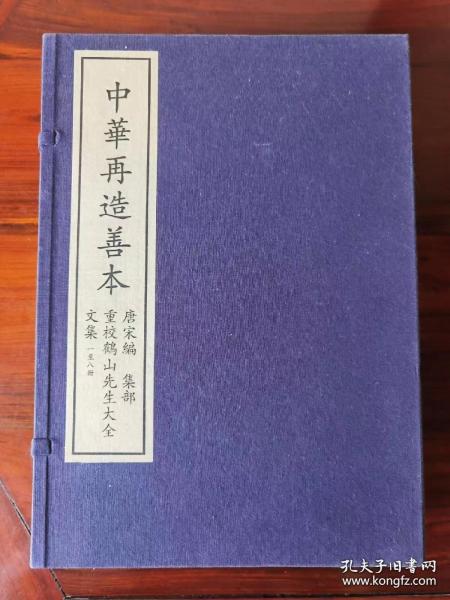 中華再造善本
唐宋編 集部
重校鶴山先生大全
文集 一至八冊
孔夫子旧书网
www.kongfz.com